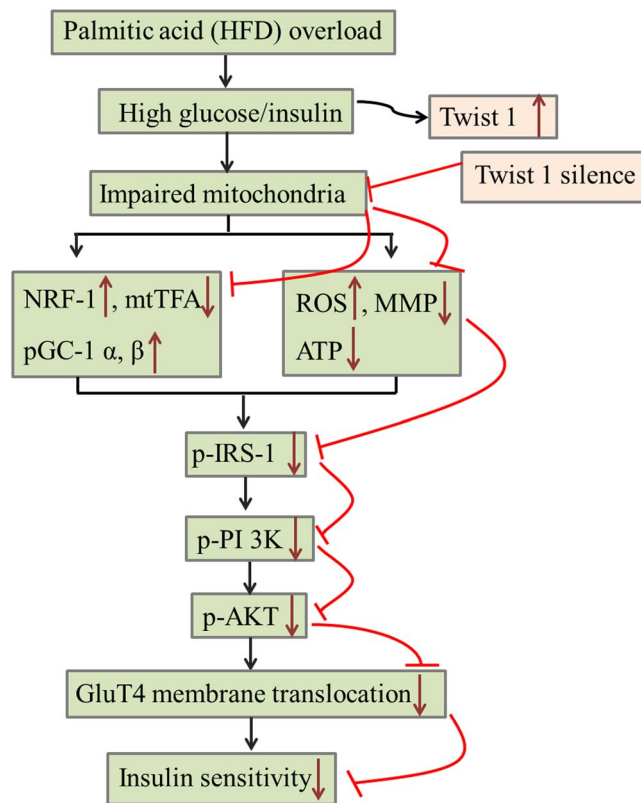 Palmitic acid (HFD) overload
High glucose/insulin
Twist 1
Impaired mitochondria
Twist 1 silence
NRF-1 , mtTFA
pGC-1 α, β
ROS , MMP
ATP
p-IRS-1
p-PI 3K
p-AKT
GluT4 membrane translocation
Insulin sensitivity